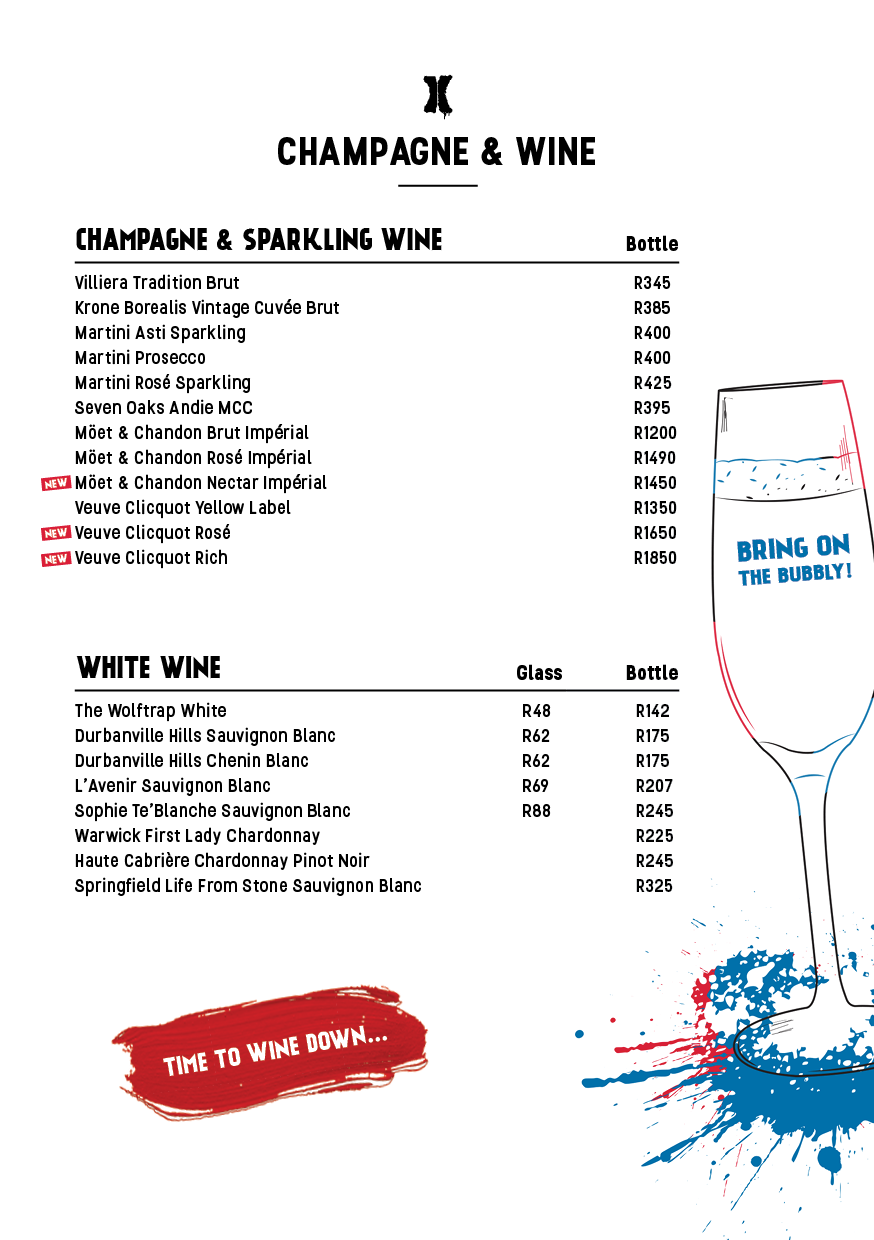 CHAMPAGNE & WINE
CHAMPAGNE & SPARKLING WINE Bottle
Villiera Tradition Brut R345
Krone Borealis Vintage Cuvée Brut R385
Martini Asti Sparkling R400
Martini Prosecco R400
Martini Rosé Sparkling R425
Seven Oaks Andie MCC R395
Möet & Chandon Brut Impérial R1200
Möet & Chandon Rosé Impérial R1490
NEW Möet & Chandon Nectar Impérial R1450
Veuve Clicquot Yellow Label R1350
NEW Veuve Clicquot Rosé R1650
NEW Veuve Clicquot Rich R1850
BRING ON
THE BUBBLY!
WHITE WINE Glass Bottle
The Wolftrap White R48 R142
Durbanville Hills Sauvignon Blanc R62 R175
Durbanville Hills Chenin Blanc R62 R175
L’Avenir Sauvignon Blanc R69 R207
Sophie Te’Blanche Sauvignon Blanc R88 R245
Warwick First Lady Chardonnay R225
Haute Cabrière Chardonnay Pinot Noir R245
Springfield Life From Stone Sauvignon Blanc R325
TIME TO WINE DOWN...